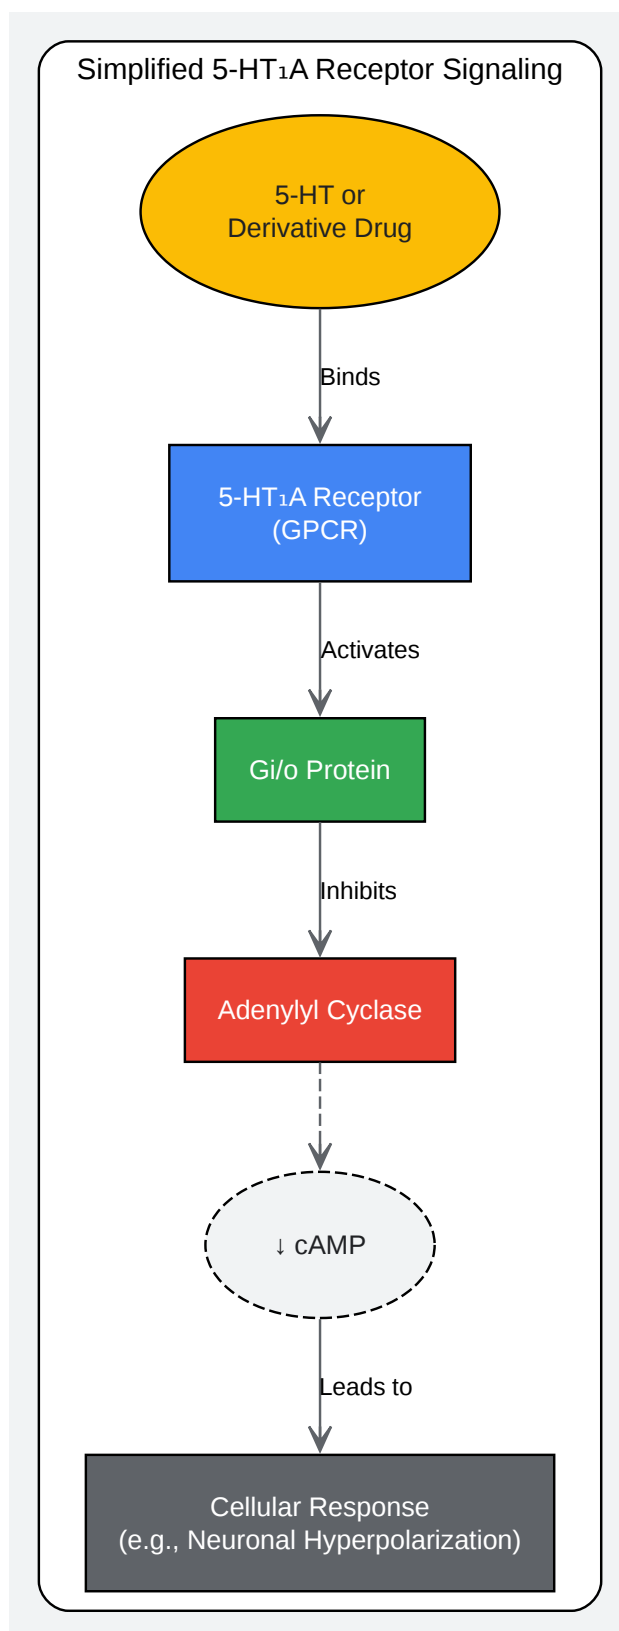 Simplified 5-HT₁A Receptor Signaling
5-HT or
Derivative Drug
Binds
5-HT₁A Receptor
(GPCR)
Activates
Gi/o Protein
Inhibits
Adenylyl Cyclase
↓ cAMP
Leads to
Cellular Response
(e.g., Neuronal Hyperpolarization)